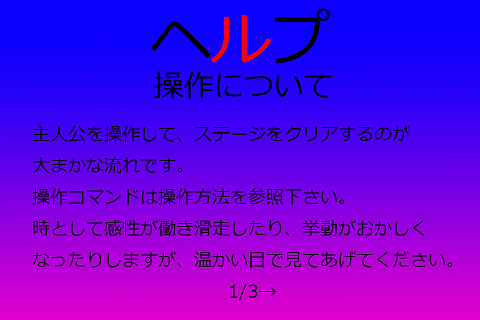 ヘルプ
操作について
主人公を操作して、ステージをクリアするのが
大まかな流れです。
操作コマンドは操作方法を参照下さい。
時として感性が働き滑走したり、挙動がおかしく
なったりしますが、温かい目で見てあげてください。
1/3→